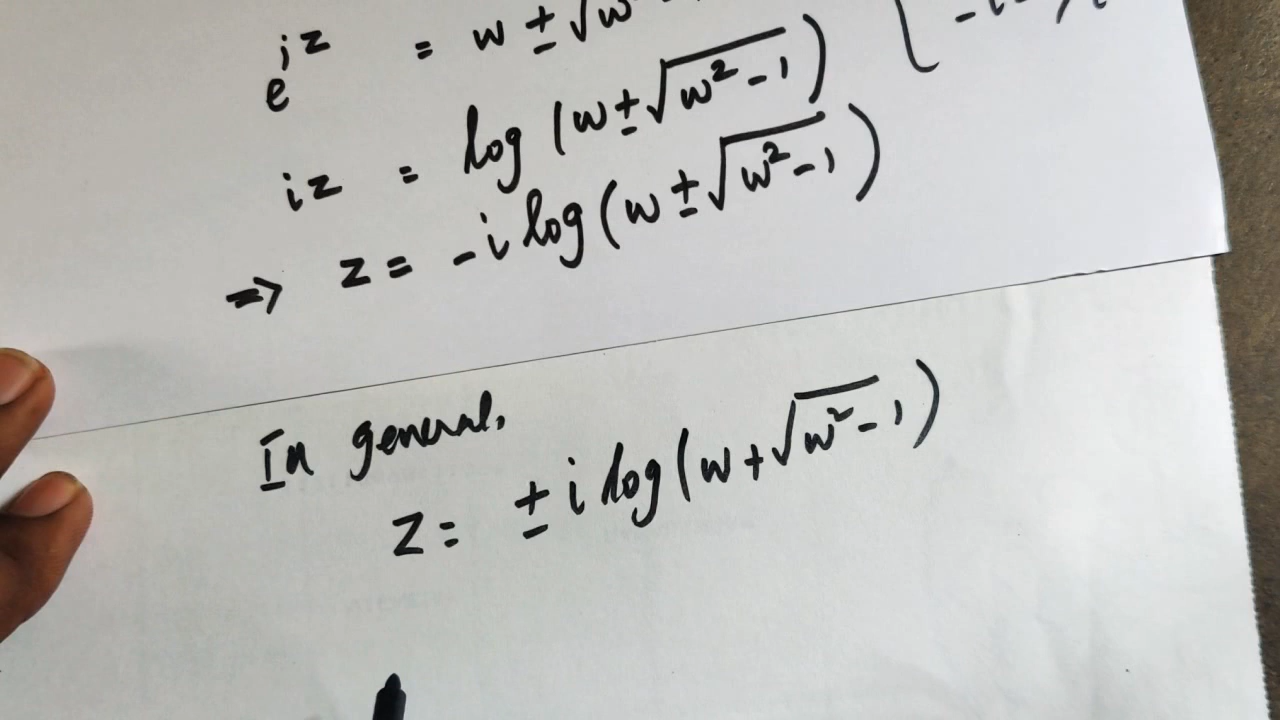 e^{iz} = w ± √w
iz = log (w ± √w² - 1)
=> z = -i log (w ± √w² - 1)
In general,
z = ± i log (w + √w² - 1)